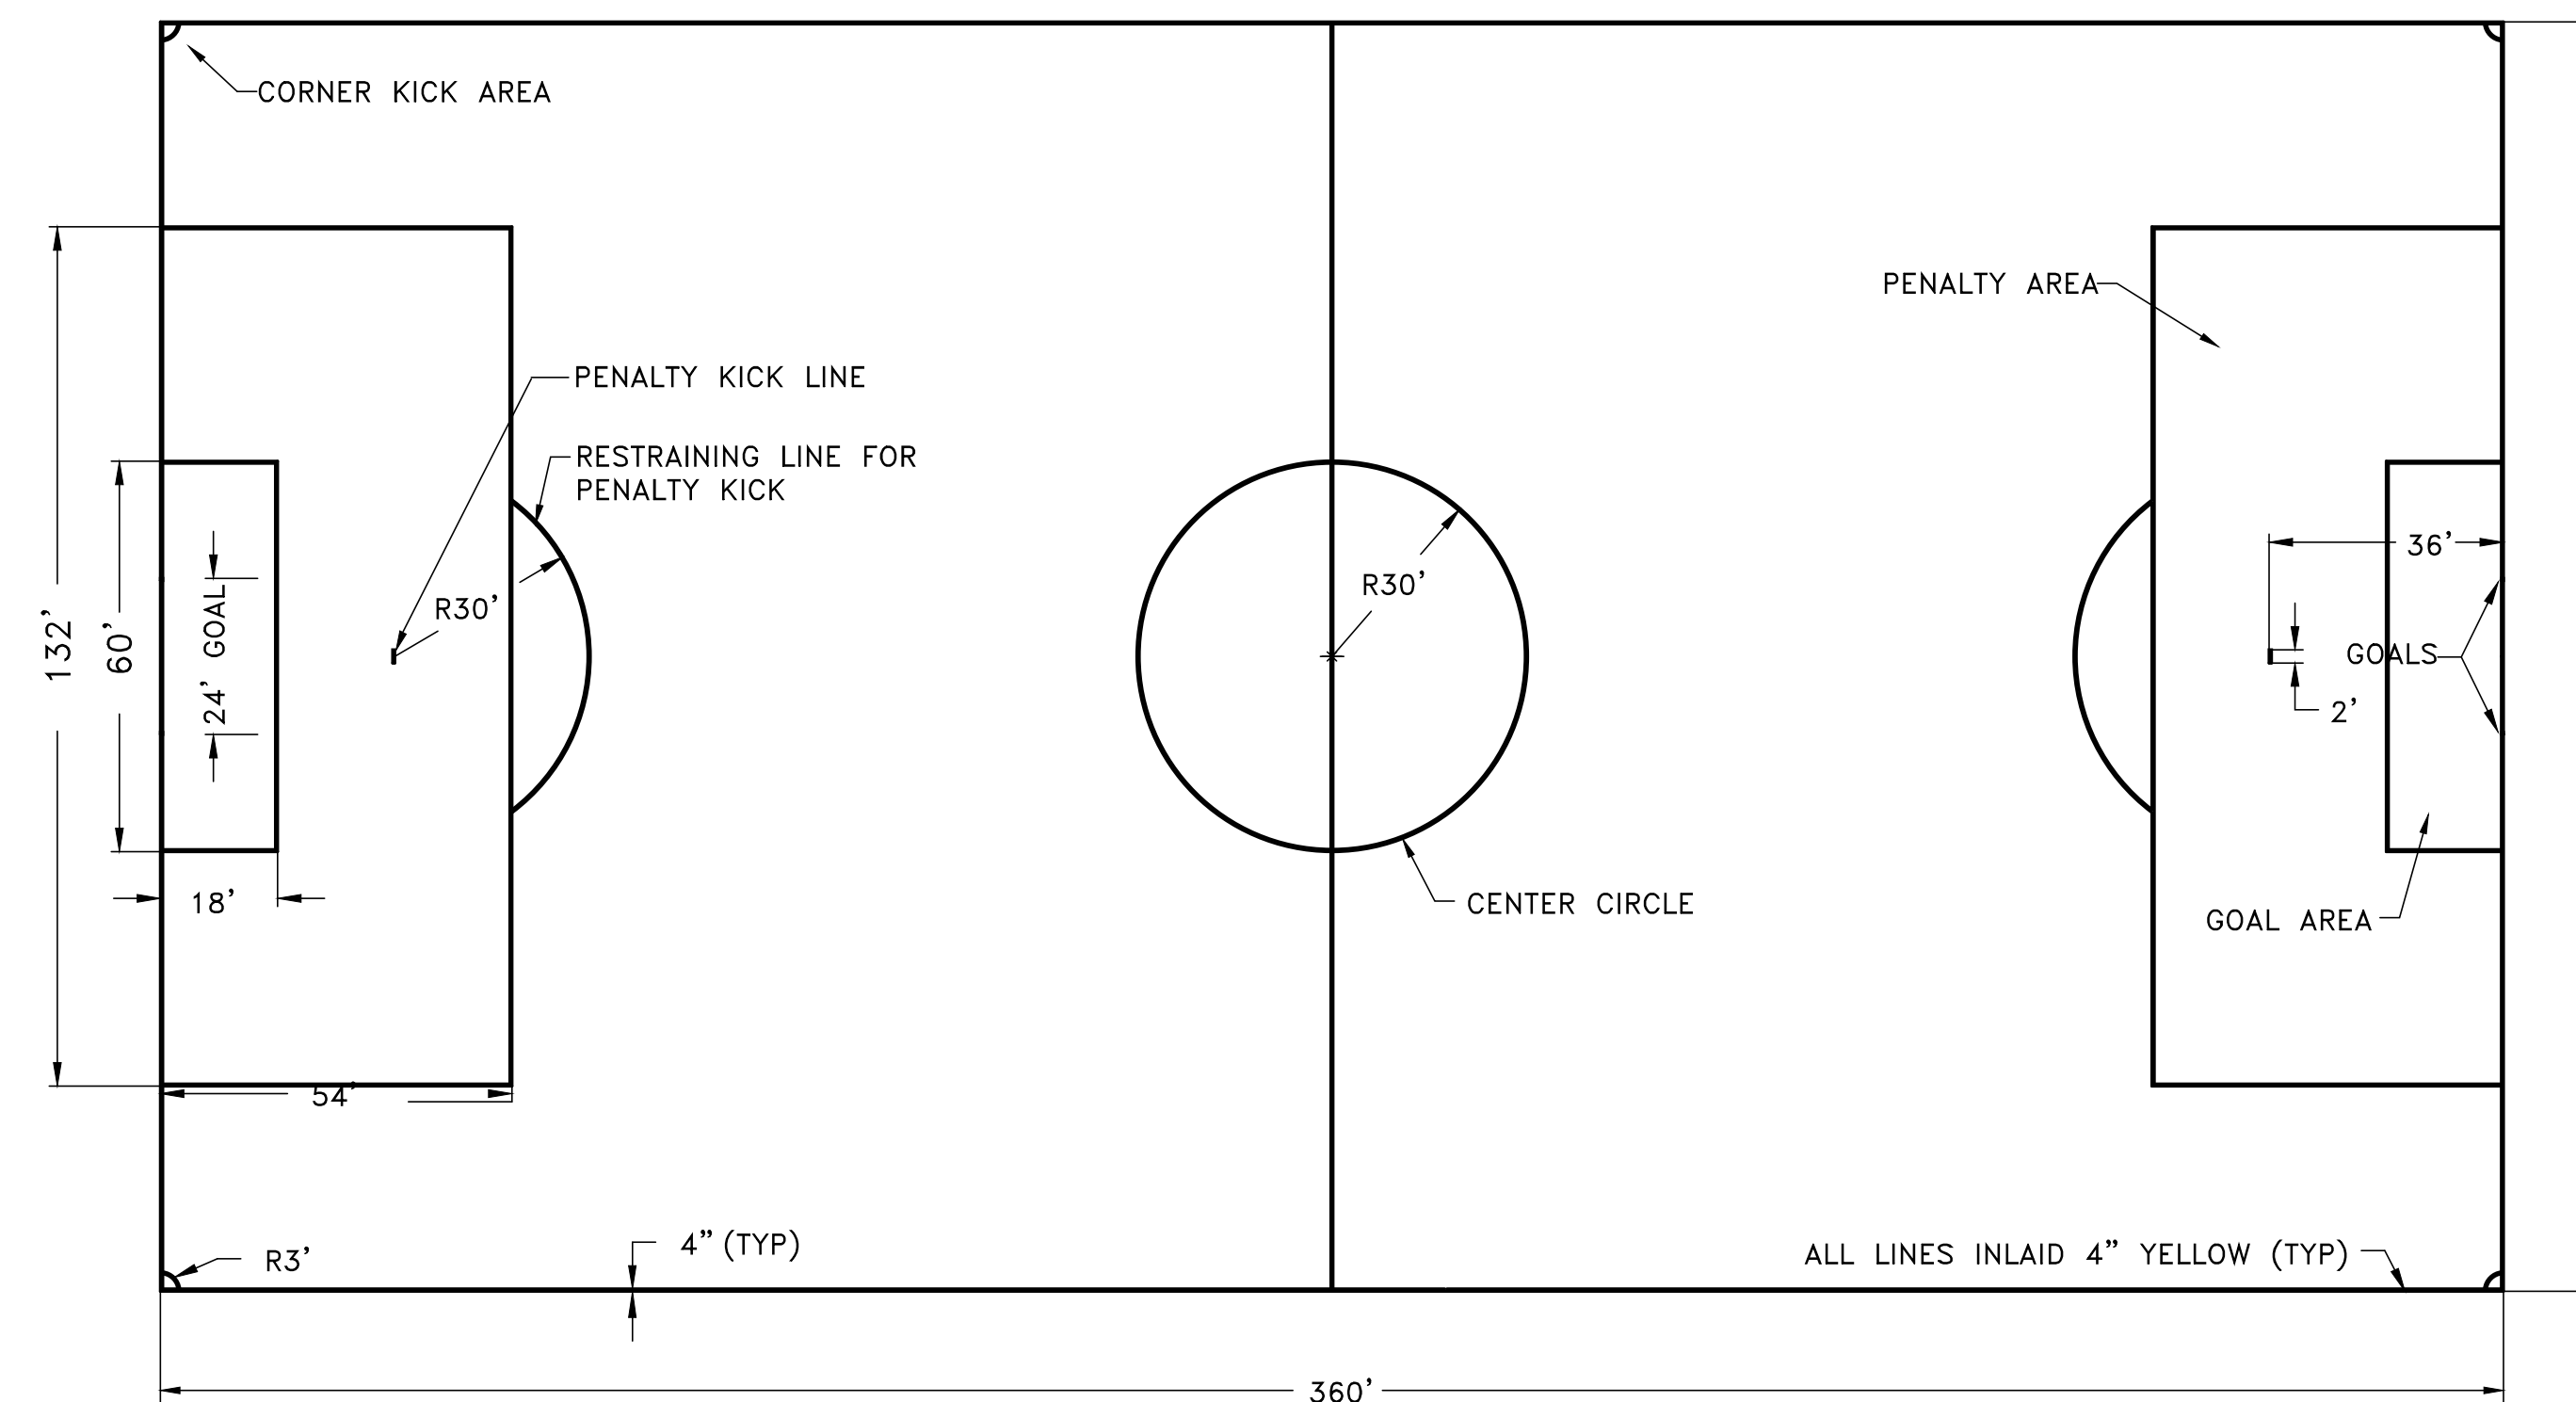 CORNER KICK AREA
PENALTY AREA
PENALTY KICK LINE
RESTRAINING LINE FOR
PENALTY KICK
36’
R30’
R30’
132’
60’
24’ GOAL
GOALS
2’
18’
CENTER CIRCLE
GOAL AREA
54’
4” (TYP)
R3’
ALL LINES INLAID 4” YELLOW (TYP)
360’